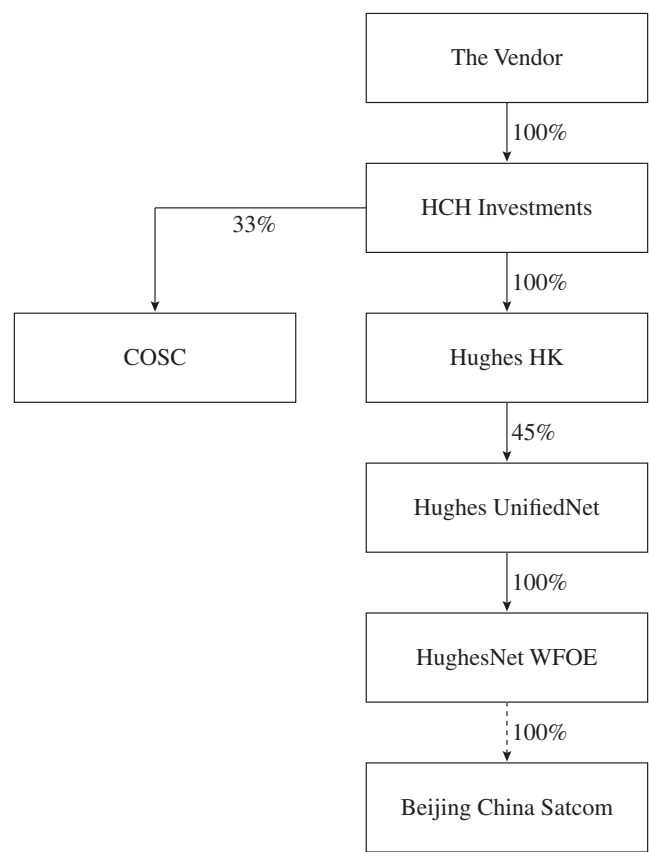 The Vendor
100%
HCH Investments
33%
100%
COSC
Hughes HK
45%
Hughes UnifiedNet
100%
HughesNet WFOE
100%
Beijing China Satcom